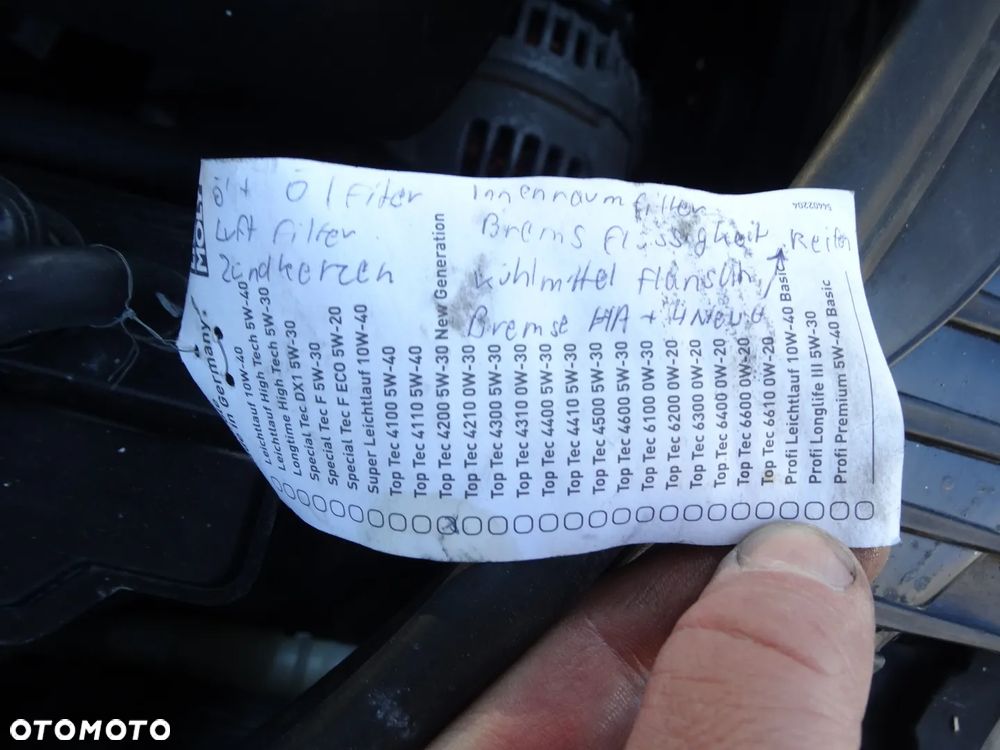 Öl + Öl Filter
Luft Filter
Zündkerzen
Innenraumfilter
Brems flüssigkeit
Reifen
Kühlmittel flansch
Bremse HA + 4 Neue
54402204
MOLY
in Germany
Leichtlauf 10W-40
Leichtlauf High Tech 5W-40
Longtime High Tech 5W-30
Special Tec DX1 5W-30
Special Tec F 5W-30
Special Tec F ECO 5W-20
Super Leichtlauf 10W-40
Top Tec 4100 5W-40
Top Tec 4110 5W-40
Top Tec 4200 5W-30 New Generation
Top Tec 4210 0W-30
Top Tec 4300 5W-30
Top Tec 4310 0W-30
Top Tec 4400 5W-30
Top Tec 4410 5W-30
Top Tec 4500 5W-30
Top Tec 4600 5W-30
Top Tec 6100 0W-30
Top Tec 6200 0W-20
Top Tec 6300 0W-20
Top Tec 6400 0W-20
Top Tec 6600 0W-20
Top Tec 6610 0W-20
Profi Leichtlauf 10W-40 Basic
Profi Longlife III 5W-30
Profi Premium 5W-40 Basic
OTOMOTO